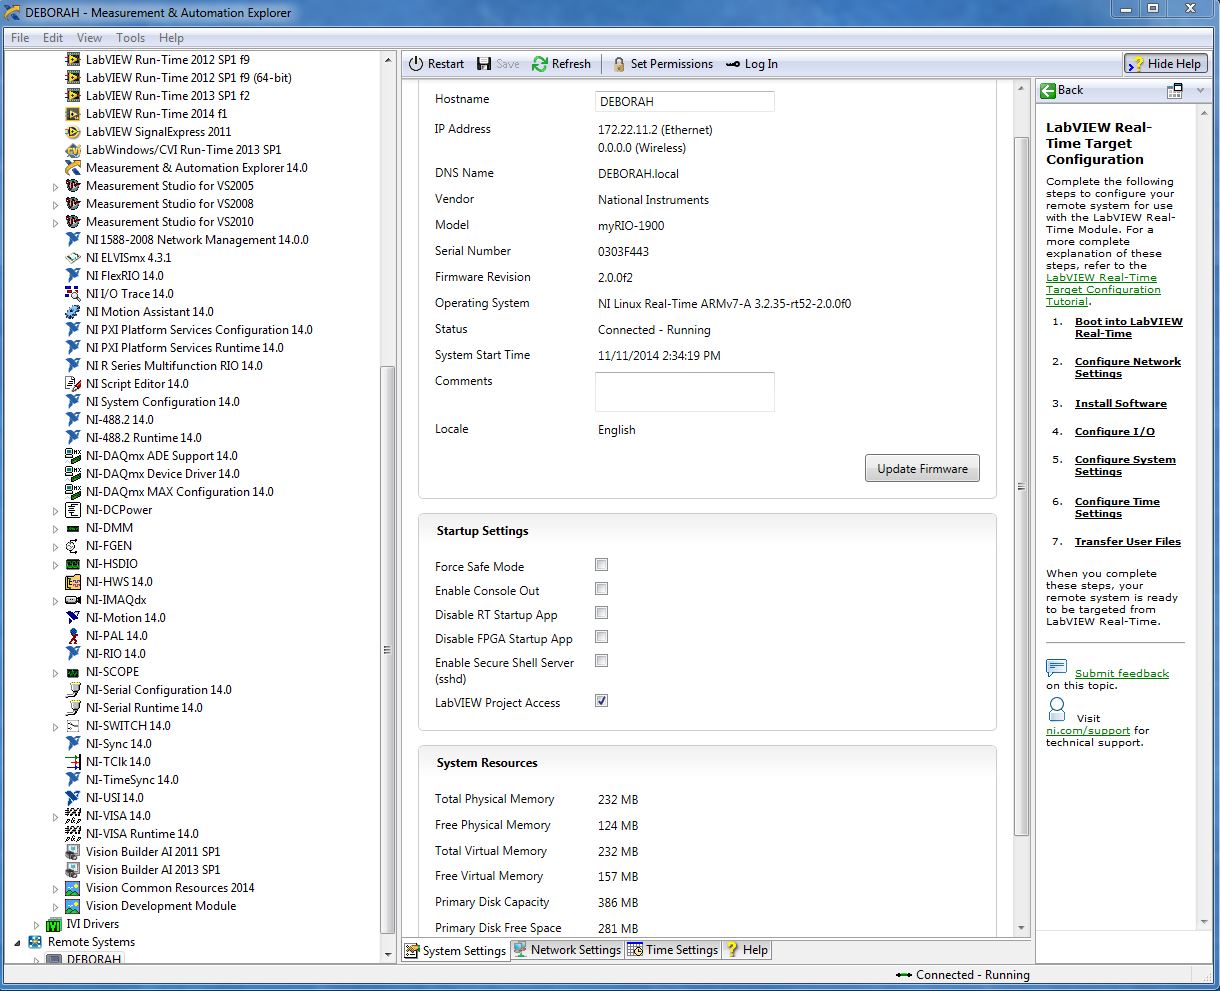 DEBORAH - Measurement & Automation Explorer
File Edit View Tools Help
LabVIEW Run-Time 2012 SP1 f9
LabVIEW Run-Time 2012 SP1 f9 (64-bit)
LabVIEW Run-Time 2013 SP1 f2
LabVIEW Run-Time 2014 f1
LabVIEW SignalExpress 2011
LabWindows/CVI Run-Time 2013 SP1
Measurement & Automation Explorer 14.0
Measurement Studio for VS2005
Measurement Studio for VS2008
Measurement Studio for VS2010
NI 1588-2008 Network Management 14.0.0
NI ELVISmx 4.3.1
NI FlexRIO 14.0
NI I/O Trace 14.0
NI Motion Assistant 14.0
NI PXI Platform Services Configuration 14.0
NI PXI Platform Services Runtime 14.0
NI R Series Multifunction RIO 14.0
NI Script Editor 14.0
NI System Configuration 14.0
NI-488.2 14.0
NI-488.2 Runtime 14.0
NI-DAQmx ADE Support 14.0
NI-DAQmx Device Driver 14.0
NI-DAQmx MAX Configuration 14.0
NI-DCPower
NI-DMM
NI-FGEN
NI-HSDIO
NI-HWS 14.0
NI-IMAQdx
NI-Motion 14.0
NI-PAL 14.0
NI-RIO 14.0
NI-SCOPE
NI-Serial Configuration 14.0
NI-Serial Runtime 14.0
NI-SWITCH 14.0
NI-Sync 14.0
NI-TClk 14.0
NI-TimeSync 14.0
NI-USI 14.0
NI-VISA 14.0
NI-VISA Runtime 14.0
Vision Builder AI 2011 SP1
Vision Builder AI 2013 SP1
Vision Common Resources 2014
Vision Development Module
IVI Drivers
Remote Systems
DEBORAH
Restart Save Refresh Set Permissions Log In Hide Help
Hostname DEBORAH
IP Address 172.22.11.2 (Ethernet)
0.0.0.0 (Wireless)
DNS Name DEBORAH.local
Vendor National Instruments
Model myRIO-1900
Serial Number 0303F443
Firmware Revision 2.0.0f2
Operating System NI Linux Real-Time ARMv7-A 3.2.35-rt52-2.0.0f0
Status Connected - Running
System Start Time 11/11/2014 2:34:19 PM
Comments
Locale English
Update Firmware
Startup Settings
Force Safe Mode
Enable Console Out
Disable RT Startup App
Disable FPGA Startup App
Enable Secure Shell Server
(sshd)
LabVIEW Project Access
System Resources
Total Physical Memory 232 MB
Free Physical Memory 124 MB
Total Virtual Memory 232 MB
Free Virtual Memory 157 MB
Primary Disk Capacity 386 MB
Primary Disk Free Space 281 MB
System Settings Network Settings Time Settings Help
Back
LabVIEW Real-
Time Target
Configuration
Complete the following
steps to configure your
remote system for use
with the LabVIEW Real-
Time Module. For a
more complete
explanation of these
steps, refer to the
LabVIEW Real-Time
Target Configuration
Tutorial.
1. Boot into LabVIEW
Real-Time
2. Configure Network
Settings
3. Install Software
4. Configure I/O
5. Configure System
Settings
6. Configure Time
Settings
7. Transfer User Files
When you complete
these steps, your
remote system is ready
to be targeted from
LabVIEW Real-Time.
Submit feedback
on this topic.
Visit
ni.com/support for
technical support.
Connected - Running